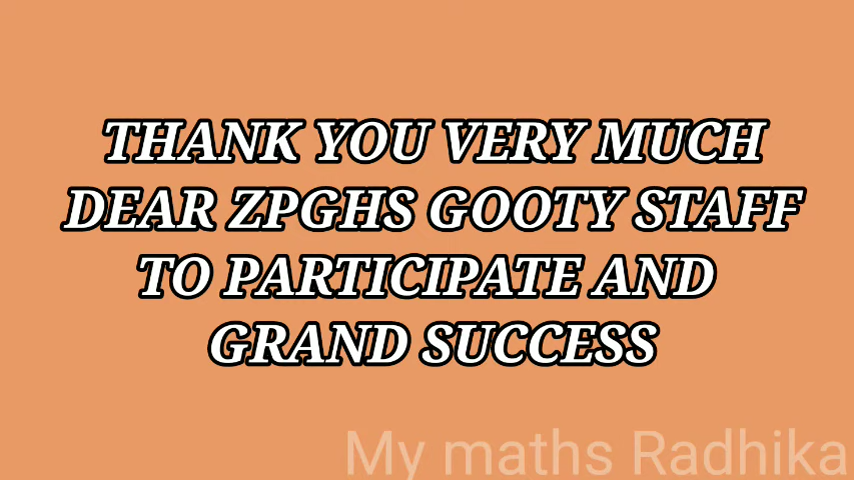 THANK YOU VERY MUCH
DEAR ZPGHS GOOTY STAFF
TO PARTICIPATE AND
GRAND SUCCESS
My maths Radhika